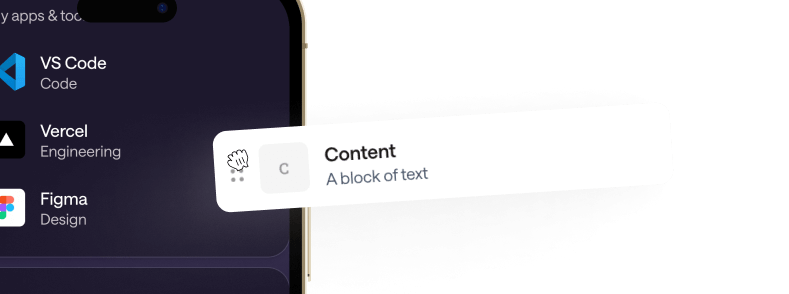 y apps & too
VS Code
Code
Vercel
Engineering
Figma
Design
C
Content
A block of text